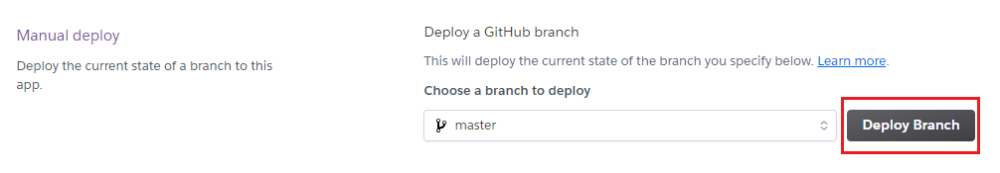 Manual deploy
Deploy the current state of a branch to this
app.
Deploy a GitHub branch
This will deploy the current state of the branch you specify below. Learn more.
Choose a branch to deploy
master
Deploy Branch